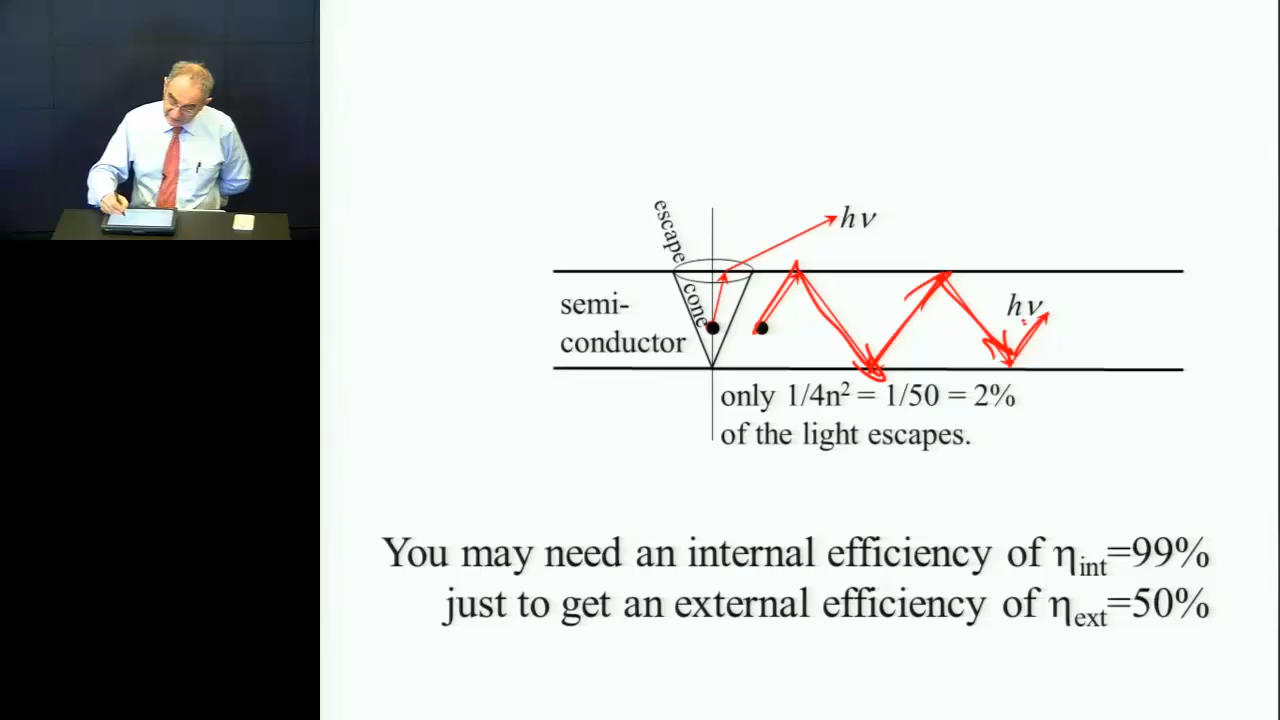 escape
cone
hν
semi-
conductor
hν
only 1/4n² = 1/50 = 2%
of the light escapes.
You may need an internal efficiency of ηint=99%
just to get an external efficiency of ηext=50%